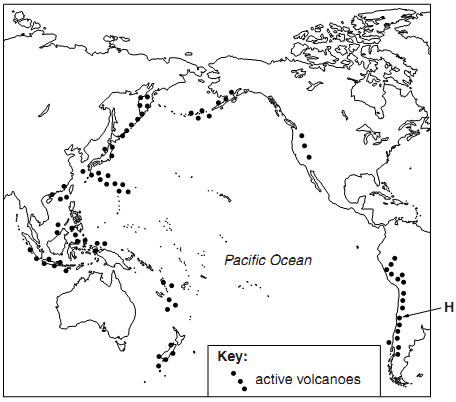 Pacific Ocean
H
Key:
active volcanoes